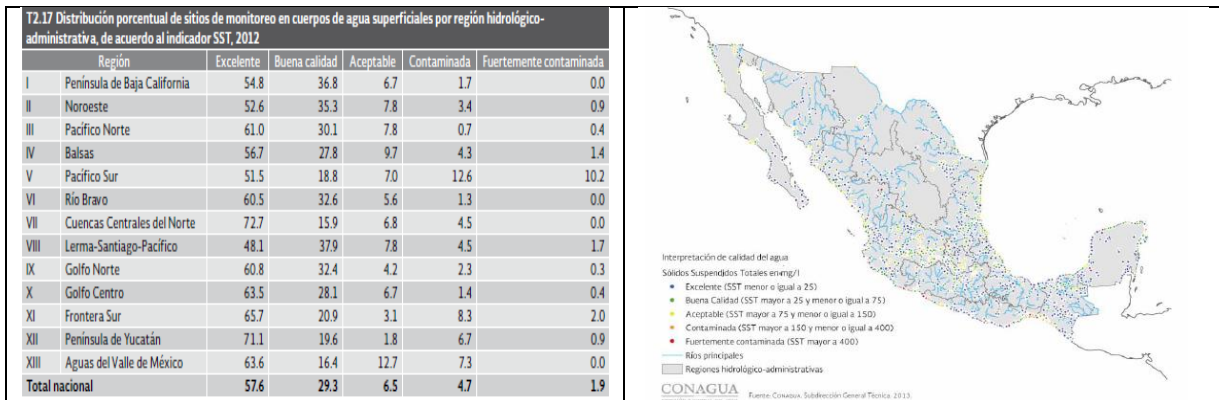 T2.17 Distribución porcentual de sitios de monitoreo en cuerpos de agua superficiales por región hidrológico-
administrativa, de acuerdo al indicador SST, 2012
Región Excelente Buena calidad Aceptable Contaminada Fuertemente contaminada
I Península de Baja California 54.8 36.8 6.7 1.7 0.0
II Noroeste 52.6 35.3 7.8 3.4 0.9
III Pacífico Norte 61.0 30.1 7.8 0.7 0.4
IV Balsas 56.7 27.8 9.7 4.3 1.4
V Pacífico Sur 51.5 18.8 7.0 12.6 10.2
VI Río Bravo 60.5 32.6 5.6 1.3 0.0
VII Cuencas Centrales del Norte 72.7 15.9 6.8 4.5 0.0
VIII Lerma-Santiago-Pacífico 48.1 37.9 7.8 4.5 1.7
IX Golfo Norte 60.8 32.4 4.2 2.3 0.3
X Golfo Centro 63.5 28.1 6.7 1.4 0.4
XI Frontera Sur 65.7 20.9 3.1 8.3 2.0
XII Península de Yucatán 71.1 19.6 1.8 6.7 0.9
XIII Aguas del Valle de México 63.6 16.4 12.7 7.3 0.0
Total nacional 57.6 29.3 6.5 4.7 1.9
Interpretación de calidad del agua
Sólidos Suspendidos Totales en mg/l
Excelente (SST menor o igual a 25)
Buena Calidad (SST mayor a 25 y menor o igual a 75)
Aceptable (SST mayor a 75 y menor o igual a 150)
Contaminada (SST mayor a 150 y menor o igual a 400)
Fuertemente contaminada (SST mayor a 400)
Ríos principales
Regiones hidrológico-administrativas
CONAGUA
Fuente: CONAGUA. Subdirección General Técnica. 2013.